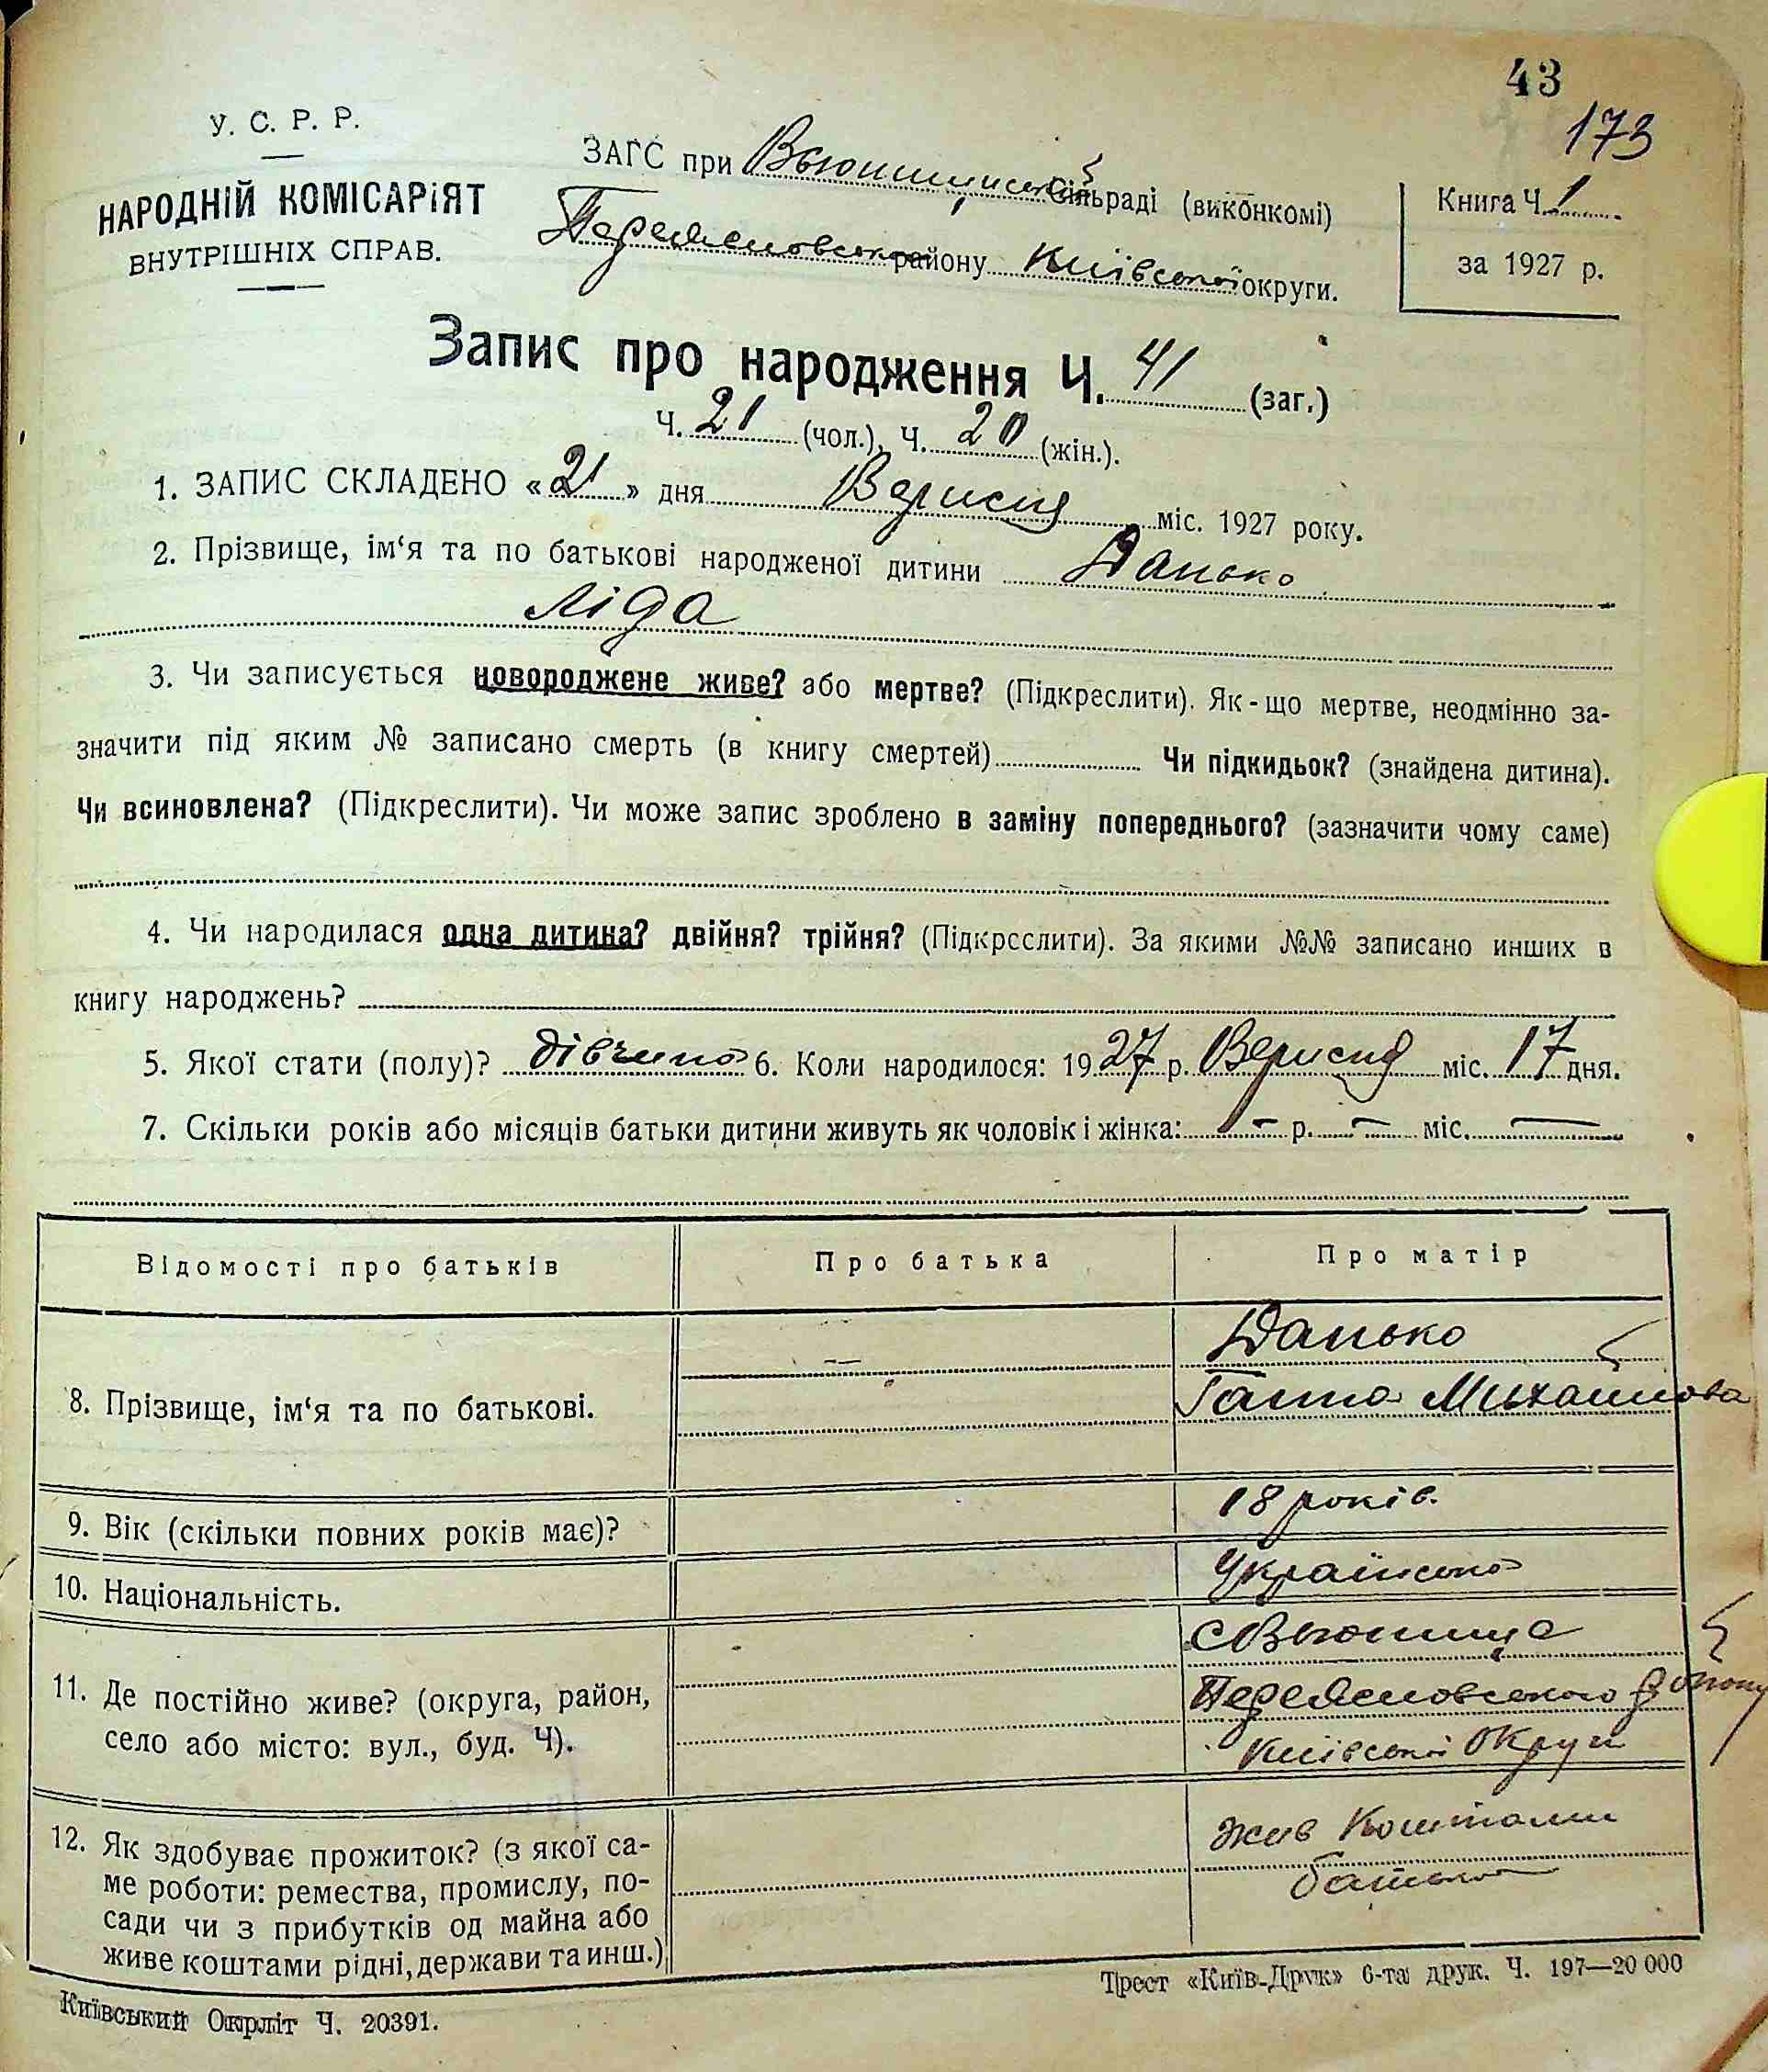 43
173
У. С. Р. Р.
НАРОДНІЙ КОМІСАРІЯТ
ВНУТРІШНІХ СПРАВ.
ЗАГС при Вьюнищанській Сільраді (виконкомі)
району Київської округи.
Книга Ч. 1
за 1927 р.
Запис про народження Ч. 41 (заг.)
Ч. 21 (чол.), Ч. 20 (жін.).
1. ЗАПИС СКЛАДЕНО «21» дня Вересня міс. 1927 року.
2. Прізвище, ім‘я та по батькові народженої дитини Данько
Ліда
3. Чи записується новороджене живе? або мертве? (Підкреслити). Як-що мертве, неодмінно за-
значити під яким № записано смерть (в книгу смертей) Чи підкидьок? (знайдена дитина).
Чи всиновлена? (Підкреслити). Чи може запис зроблено в заміну попереднього? (зазначити чому саме)
4. Чи народилася одна дитина? двійня? трійня? (Підкреслити). За якими №№ записано инших в
книгу народжень?
5. Якої стати (полу)? дівчина 6. Коли народилося: 1927 р. Вересня міс. 17 дня.
7. Скільки років або місяців батьки дитини живуть як чоловік і жінка: – р. – міс. –
Відомості про батьків Про батька Про матір
8. Прізвище, ім‘я та по батькові. — Данько
Ганна Михайлова
9. Вік (скільки повних років має)? 18 років.
10. Національність. Українська
11. Де постійно живе? (округа, район,
село або місто: вул., буд. Ч).
с Вьюнища
Київської Округи
12. Як здобуває прожиток? (з якої са-
ме роботи: ремества, промислу, по-
сади чи з прибутків од майна або
живе коштами рідні, держави та инш.)
жив Коштами
батька
Трест «Київ-Друк» 6-та друк. Ч. 197—20 000
Київський Окрліт Ч. 20391.